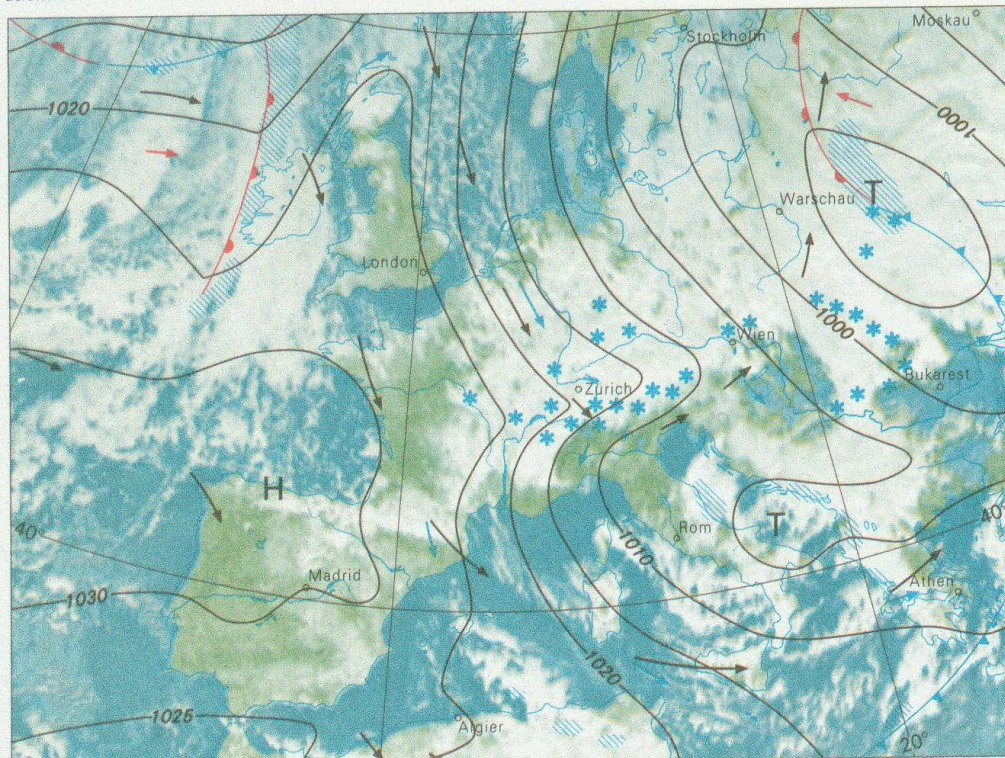 Moskau
Stockholm
1020
1000
Warschau
T
London
1000
Wien
Bukarest
Zürich
H
40
40°
T
Rom
1010
Madrid
Athen
1030
1020
1025
Algier
20°